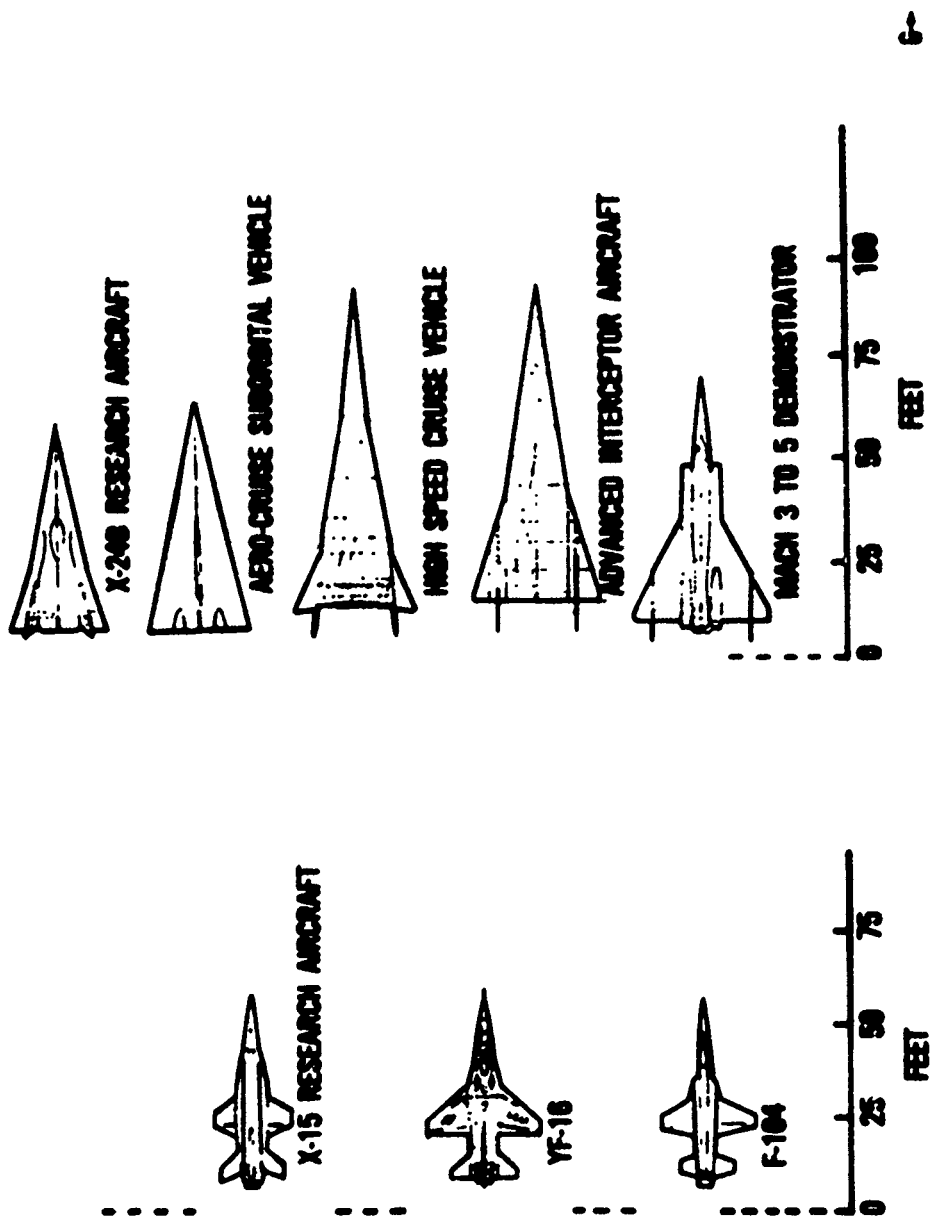 X-15 RESEARCH AIRCRAFT
YF-16
F-104
0 25 50 75
FEET
X-24B RESEARCH AIRCRAFT
AERO-CRUISE SUBORBITAL VEHICLE
HIGH SPEED CRUISE VEHICLE
ADVANCED INTERCEPTOR AIRCRAFT
MACH 3 TO 5 DEMONSTRATOR
0 25 50 75 100
FEET